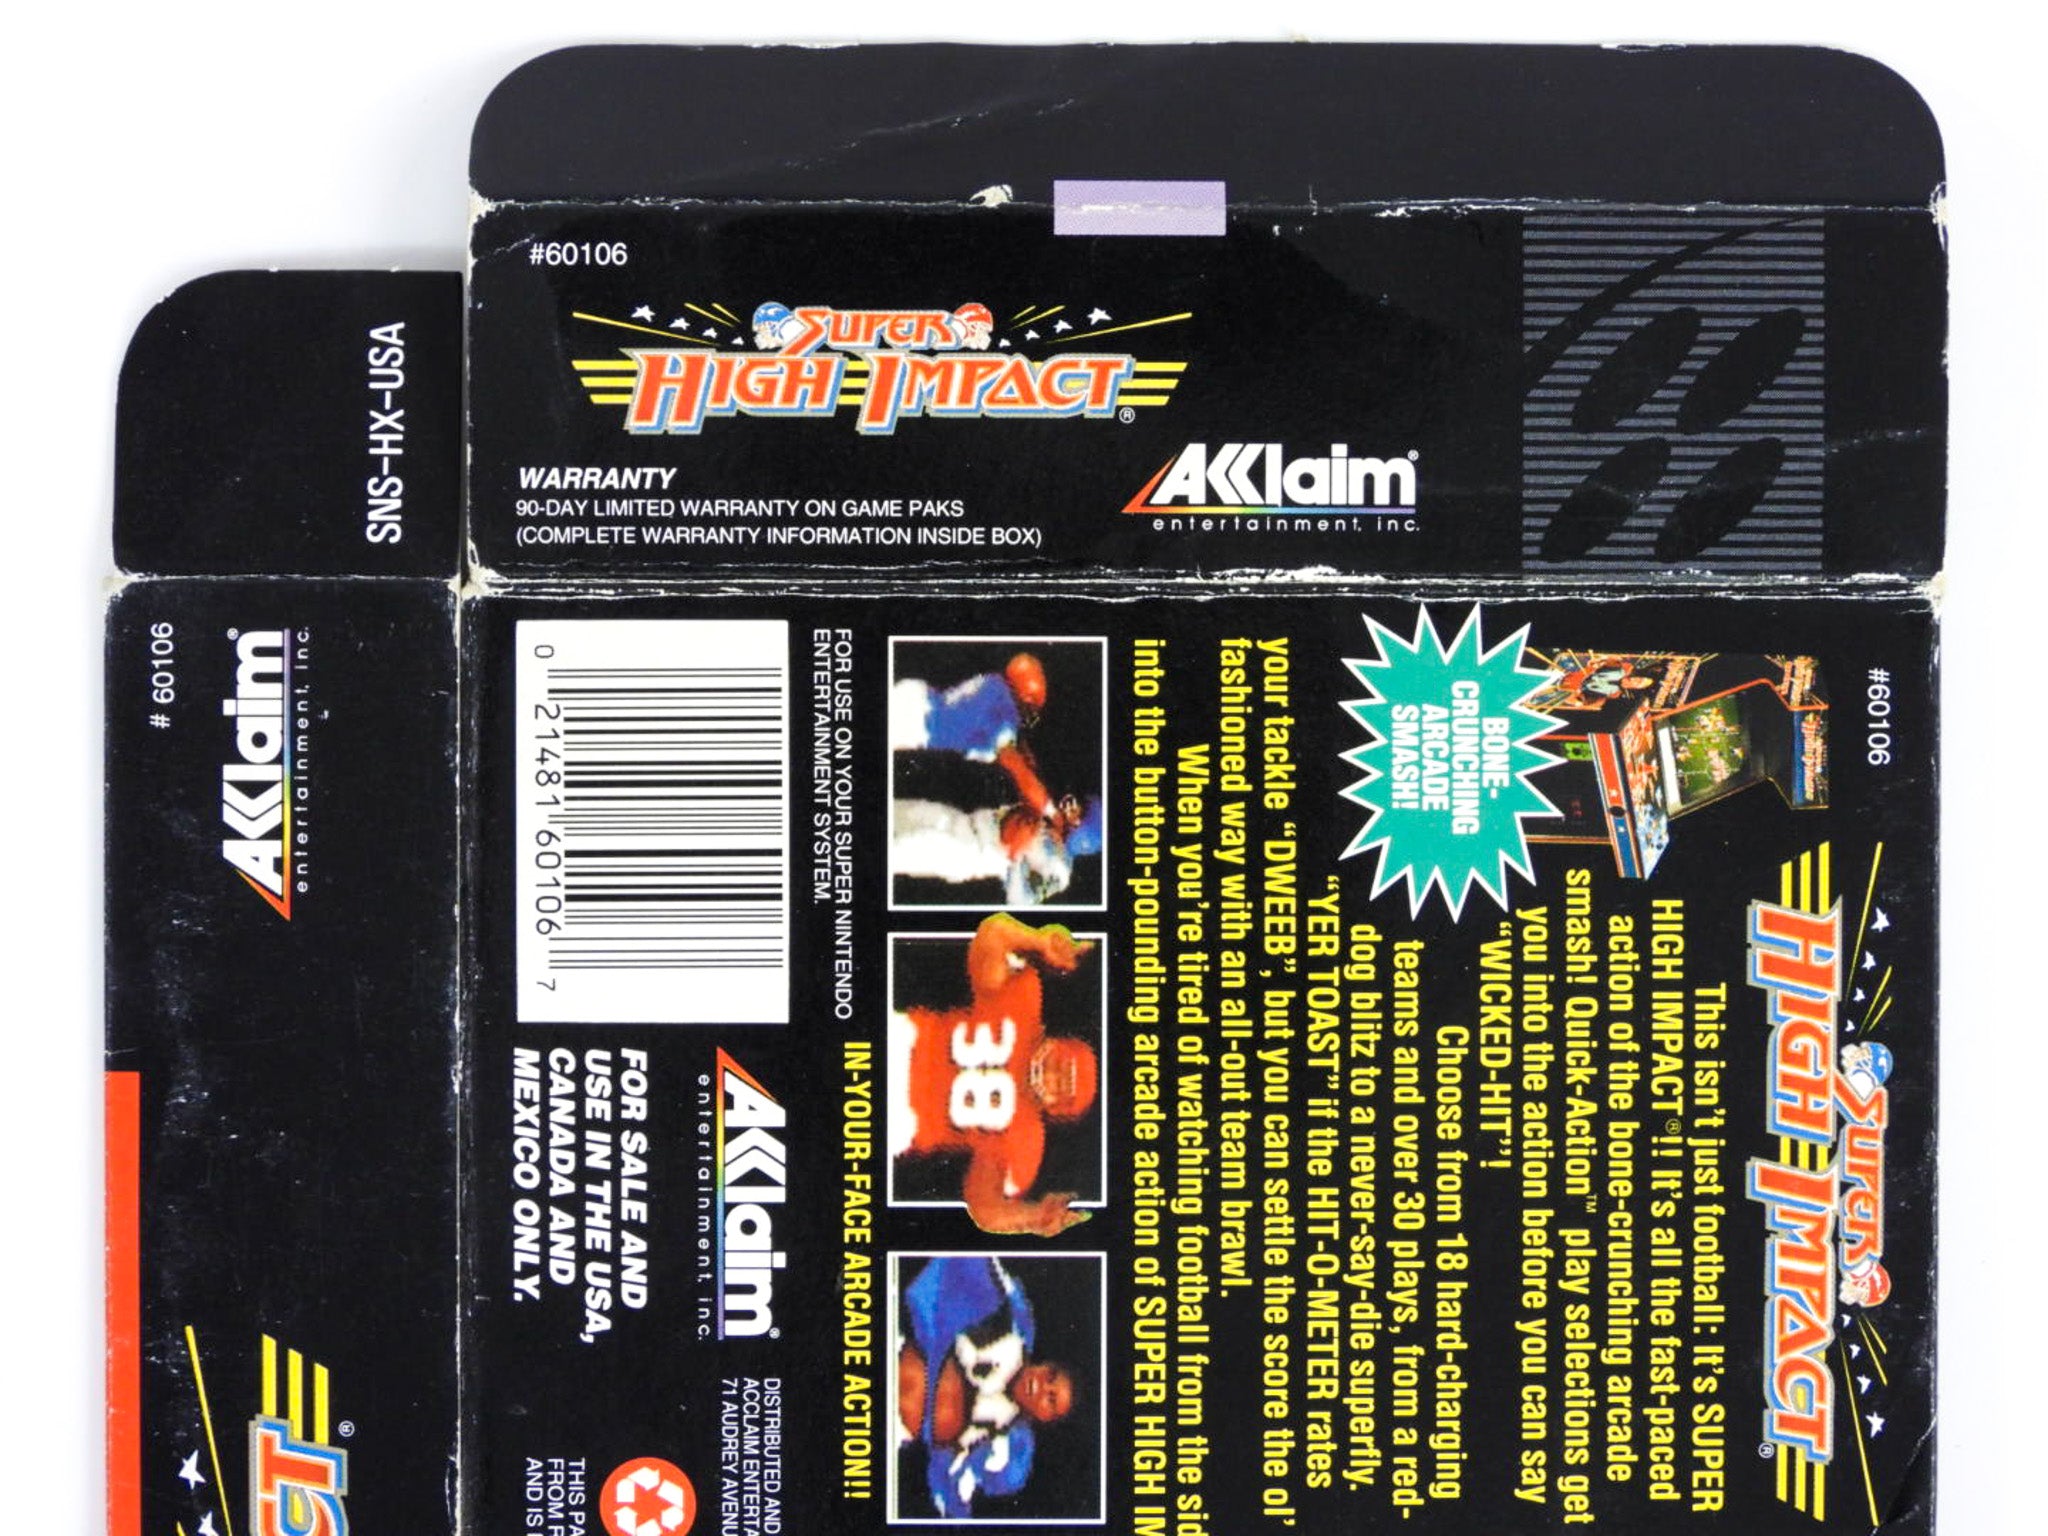 #60106
SUPER
HIGH IMPACT®
WARRANTY
90-DAY LIMITED WARRANTY ON GAME PAKS
(COMPLETE WARRANTY INFORMATION INSIDE BOX)
AKKlaim®
entertainment, inc.
SNS-HX-USA
# 60106
AKKlaim®
entertainment, inc.
CT®
#60106
SUPER
HIGH IMPACT®
BONE-
CRUNCHING
ARCADE
SMASH!
This isn't just football: It's SUPER
HIGH IMPACT®!! It's all the fast-paced
action of the bone-crunching arcade
smash! Quick-Action™ play selections get
you into the action before you can say
"WICKED-HIT"!
Choose from 18 hard-charging
teams and over 30 plays, from a red-
dog blitz to a never-say-die superfly.
"YER TOAST" if the HIT-O-METER rates
your tackle "DWEEB", but you can settle the score the ol'
fashioned way with an all-out team brawl.
When you're tired of watching football from the
into the button-pounding arcade action of SUPER HIGH
38
IN-YOUR-FACE ARCADE ACTION!!
FOR USE ON YOUR SUPER NINTENDO
ENTERTAINMENT SYSTEM.
0 21481 60106 7
AKKlaim®
entertainment, inc.
FOR SALE AND
USE IN THE USA,
CANADA AND
MEXICO ONLY.
DISTRIBUTED AND
ACCLAIM
71 AUDREY
THIS
FROM
AND IS